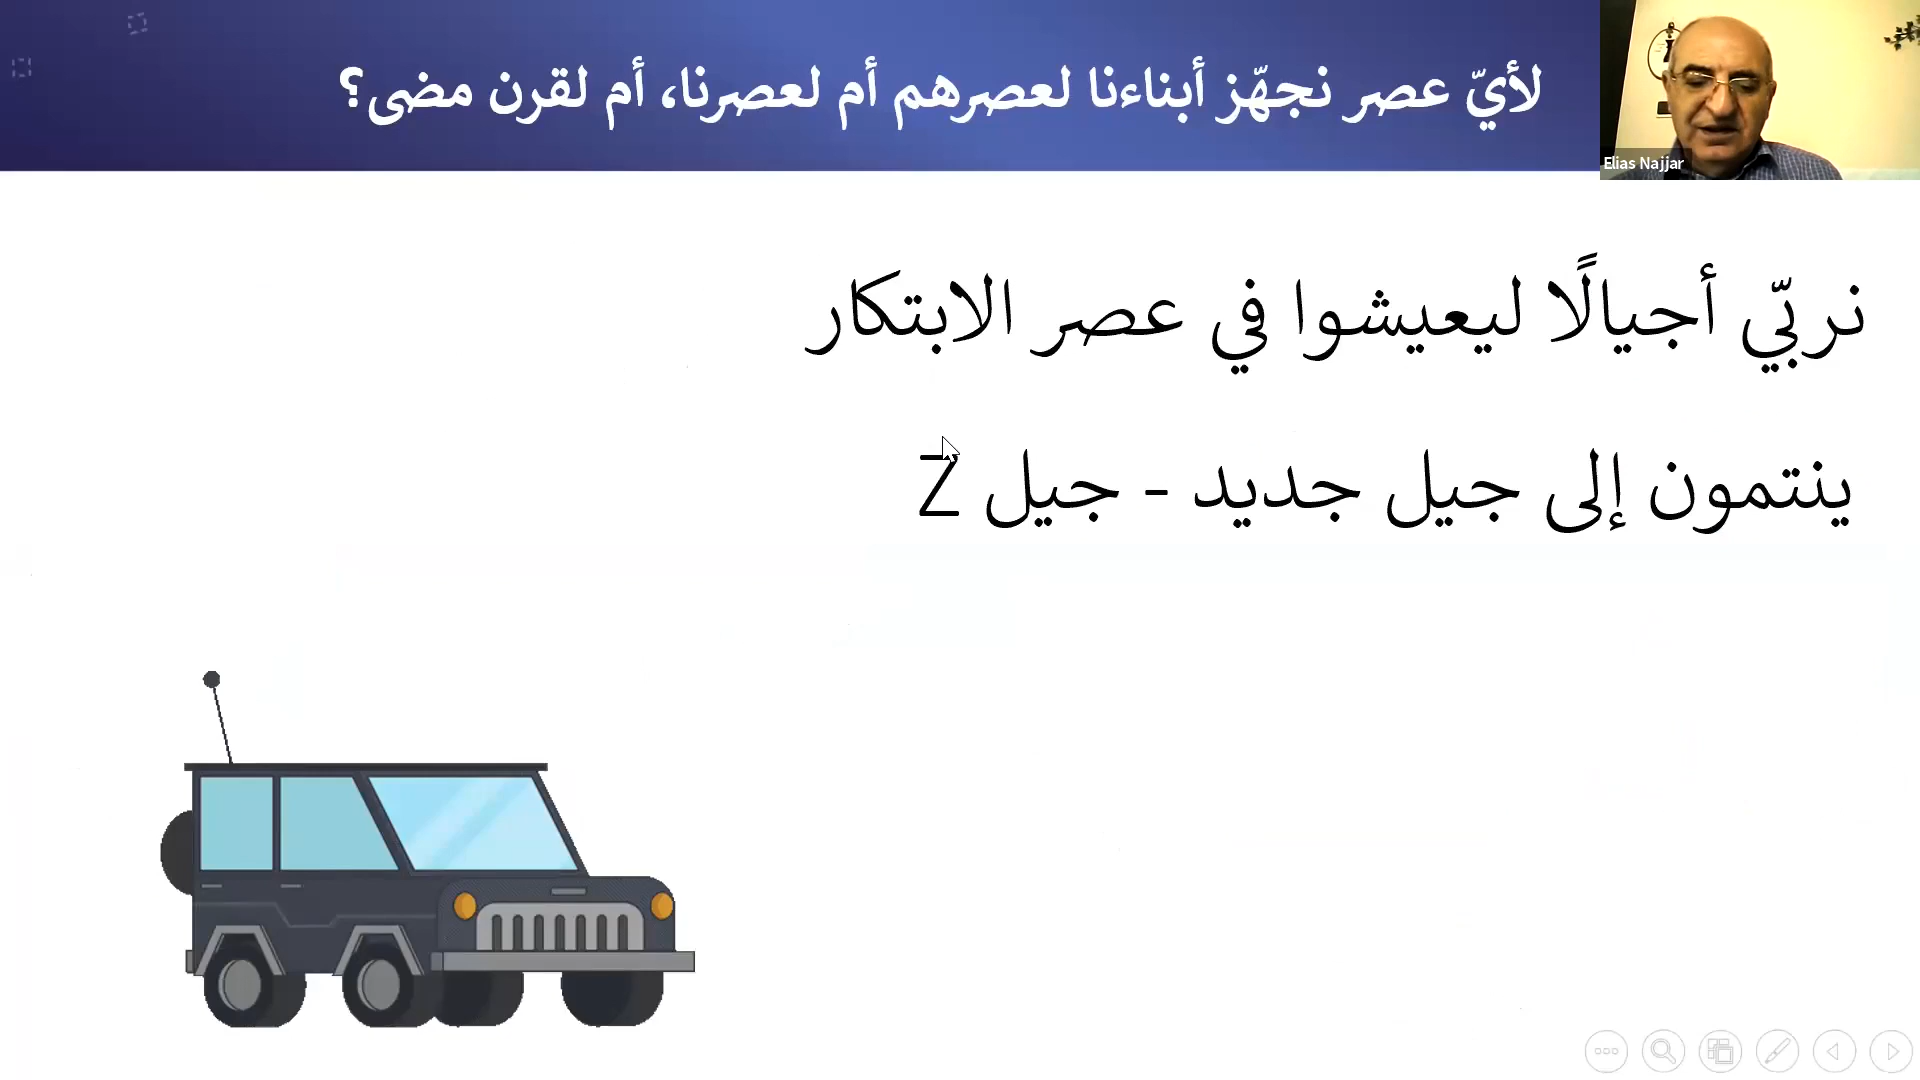 لأيّ عصر نجهّز أبناءنا لعصرهم أم لعصرنا، أم لقرن مضى؟
Elias Najjar
نربّي أجيالًا ليعيشوا في عصر الابتكار
ينتمون إلى جيل جديد - جيل Z